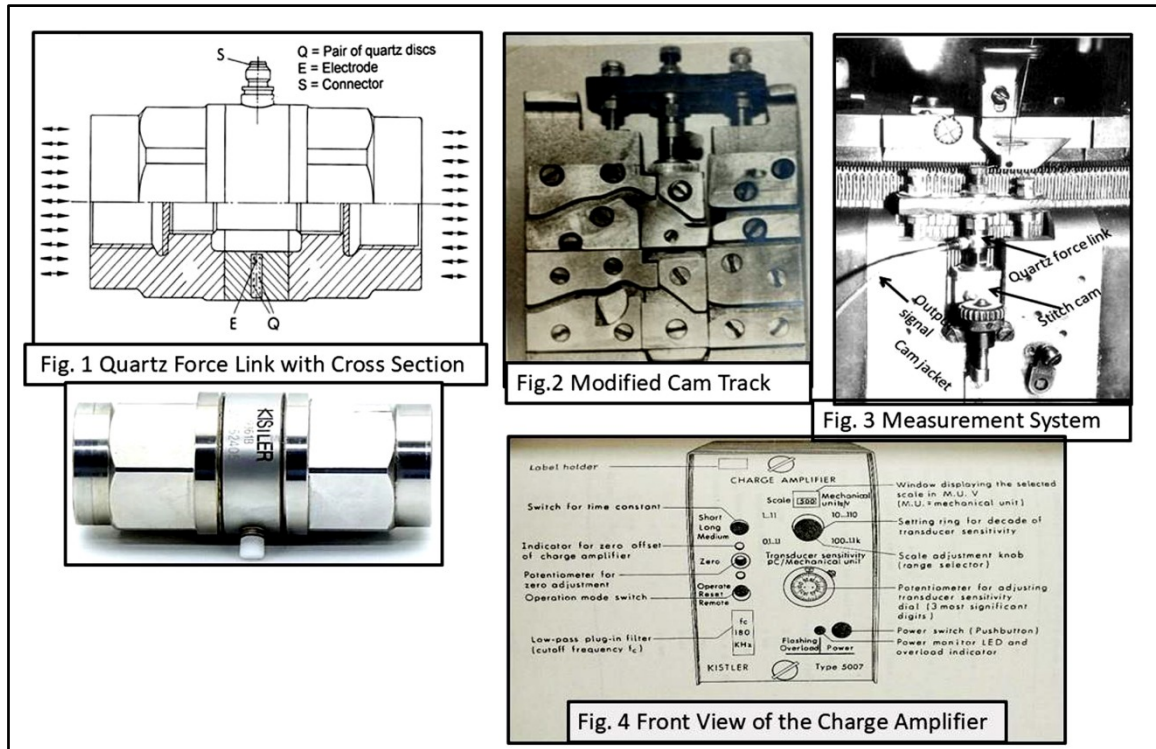 S
Q = Pair of quartz discs
E = Electrode
S = Connector
E
Q
Fig. 1 Quartz Force Link with Cross Section
KISTLER
Fig.2 Modified Cam Track
Quartz force link
Stitch cam
Output
signal
Cam jacket
Fig. 3 Measurement System
Label holder
CHARGE AMPLIFIER
Scale
500
Mechanical
units/V
Window displaying the selected
scale in M.U. V
(M.U. = mechanical unit)
Switch for time constant
Short
Long
Medium
1...11
10...110
0.1...1.1
100...1.1k
Setting ring for decade of
transducer sensitivity
Indicator for zero offset
of charge amplifier
Zero
Scale adjustment knob
(range selector)
Transducer sensitivity
pC/Mechanical unit
Potentiometer for
zero adjustment
Operation mode switch
Operate
Reset
Remote
Potentiometer for adjusting
transducer sensitivity
dial (3 most significant
digits)
Low-pass plug-in filter
(cutoff frequency fc)
fc
180
KHz
Power switch (Pushbutton)
Power monitor LED and
overload indicator
Flashing
Overload
Power
KISTLER
Type 5007
Fig. 4 Front View of the Charge Amplifier